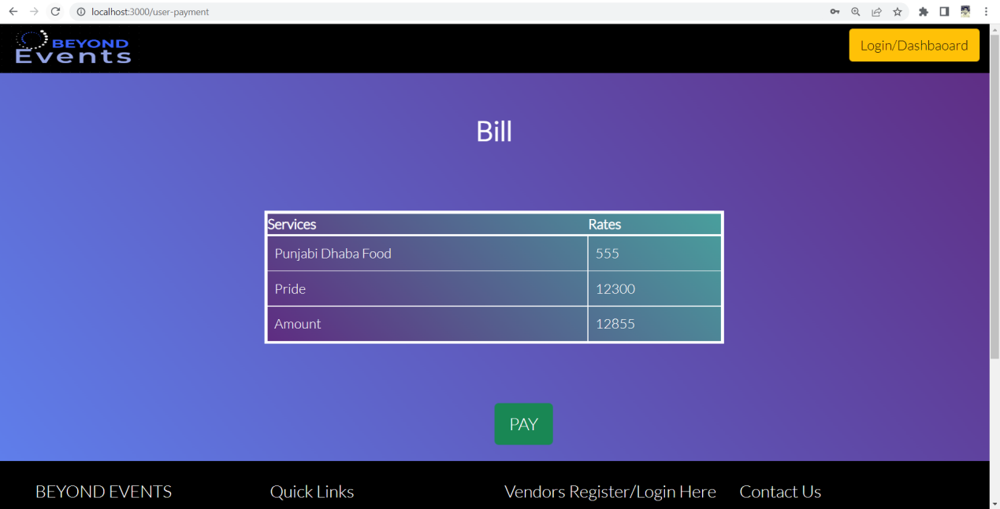 localhost:3000/user-payment
BEYOND
Events
Login/Dashbaoard
Bill
Services Rates
Punjabi Dhaba Food 555
Pride 12300
Amount 12855
PAY
BEYOND EVENTS Quick Links Vendors Register/Login Here Contact Us